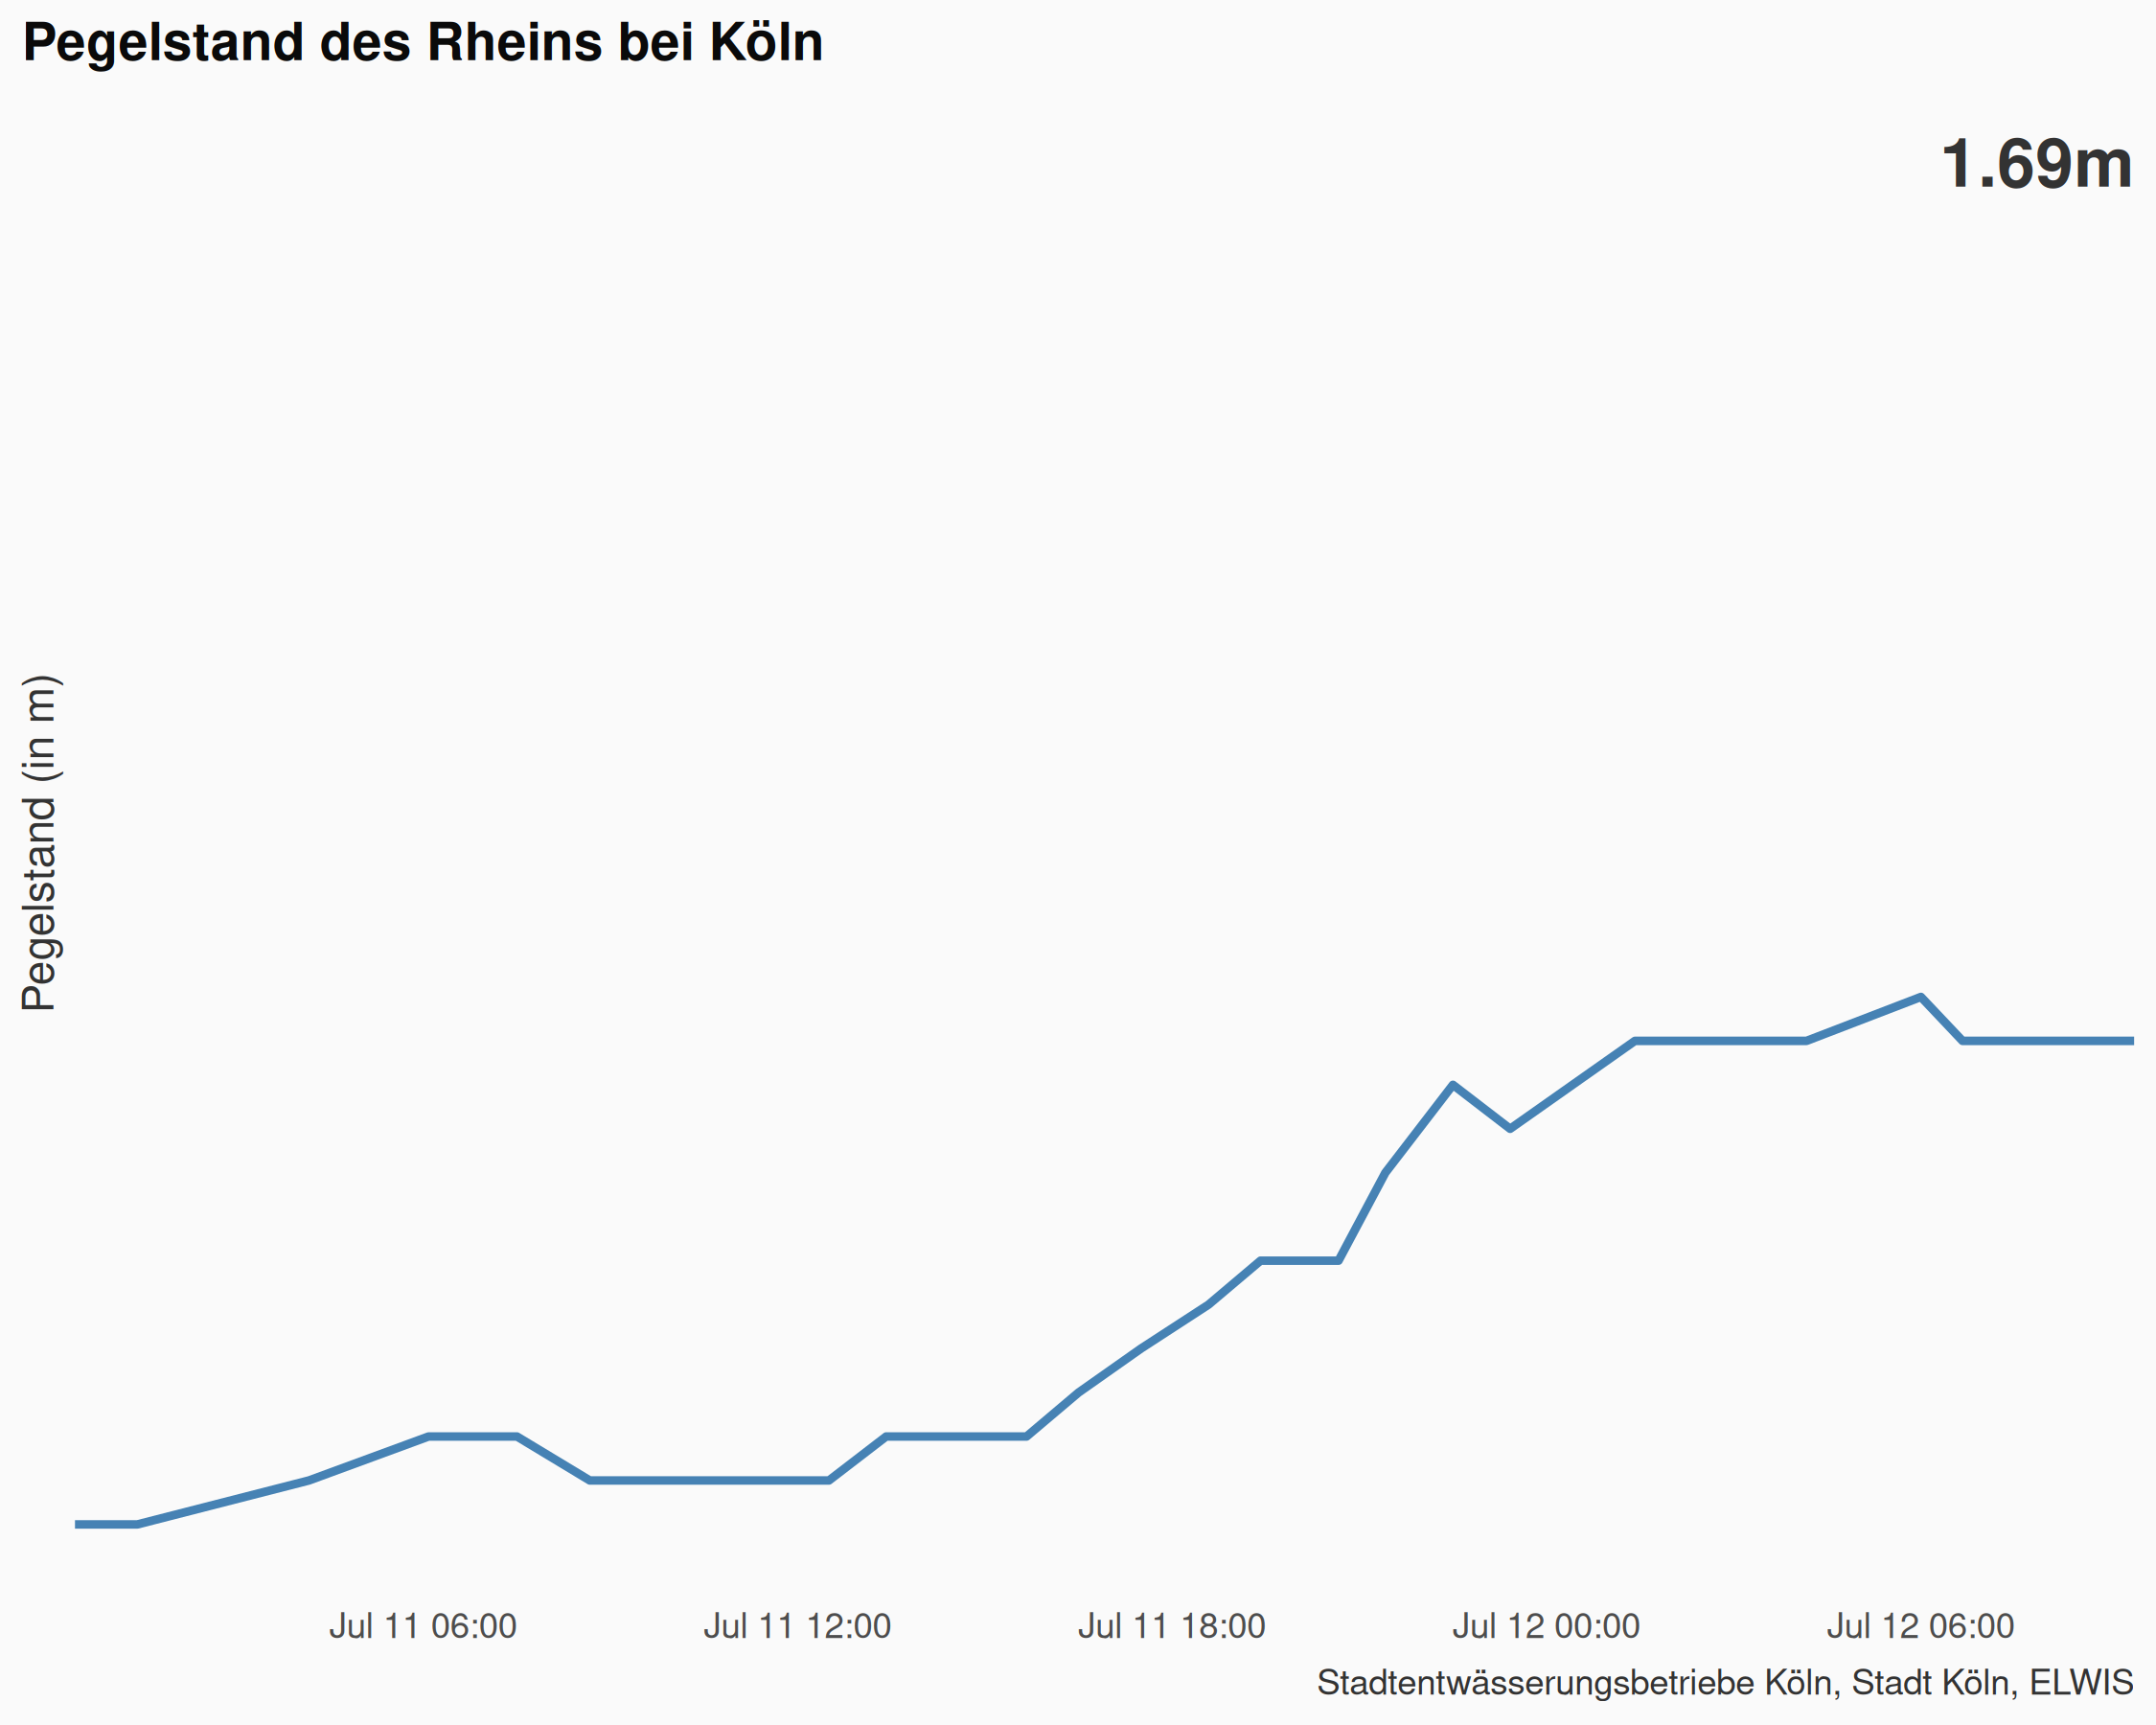 Pegelstand des Rheins bei Köln
1.69m
Pegelstand (in m)
Jul 11 06:00 Jul 11 12:00 Jul 11 18:00 Jul 12 00:00 Jul 12 06:00
Stadtentwässerungsbetriebe Köln, Stadt Köln, ELWIS